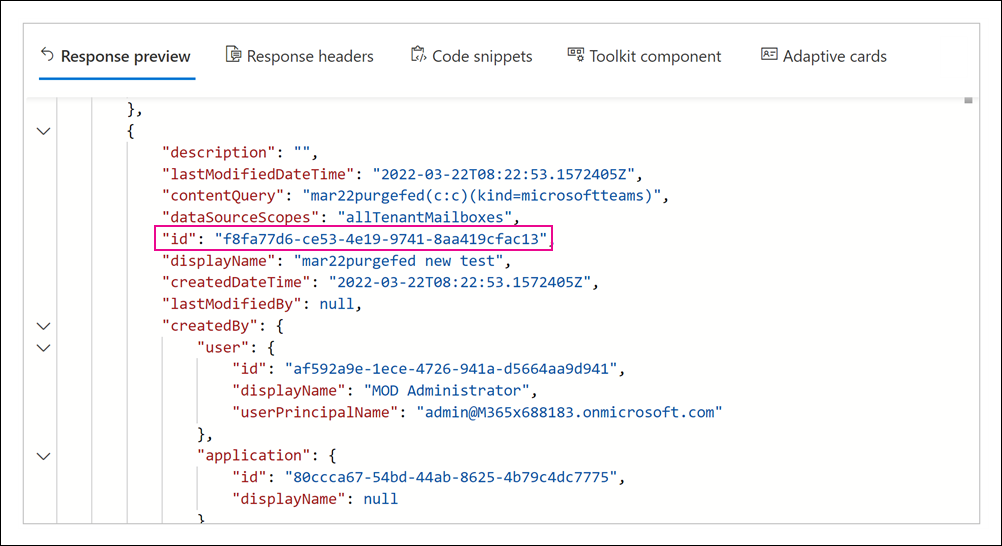 Response preview Response headers Code snippets Toolkit component Adaptive cards
},
{
"description": "",
"lastModifiedDateTime": "2022-03-22T08:22:53.1572405Z",
"contentQuery": "mar22purgefed(c:c)(kind=microsoftteams)",
"dataSourceScopes": "allTenantMailboxes",
"id": "f8fa77d6-ce53-4e19-9741-8aa419cfac13",
"displayName": "mar22purgefed new test",
"createdDateTime": "2022-03-22T08:22:53.1572405Z",
"lastModifiedBy": null,
"createdBy": {
"user": {
"id": "af592a9e-1ece-4726-941a-d5664aa9d941",
"displayName": "MOD Administrator",
"userPrincipalName": "admin@M365x688183.onmicrosoft.com"
},
"application": {
"id": "80ccca67-54bd-44ab-8625-4b79c4dc7775",
"displayName": null
}